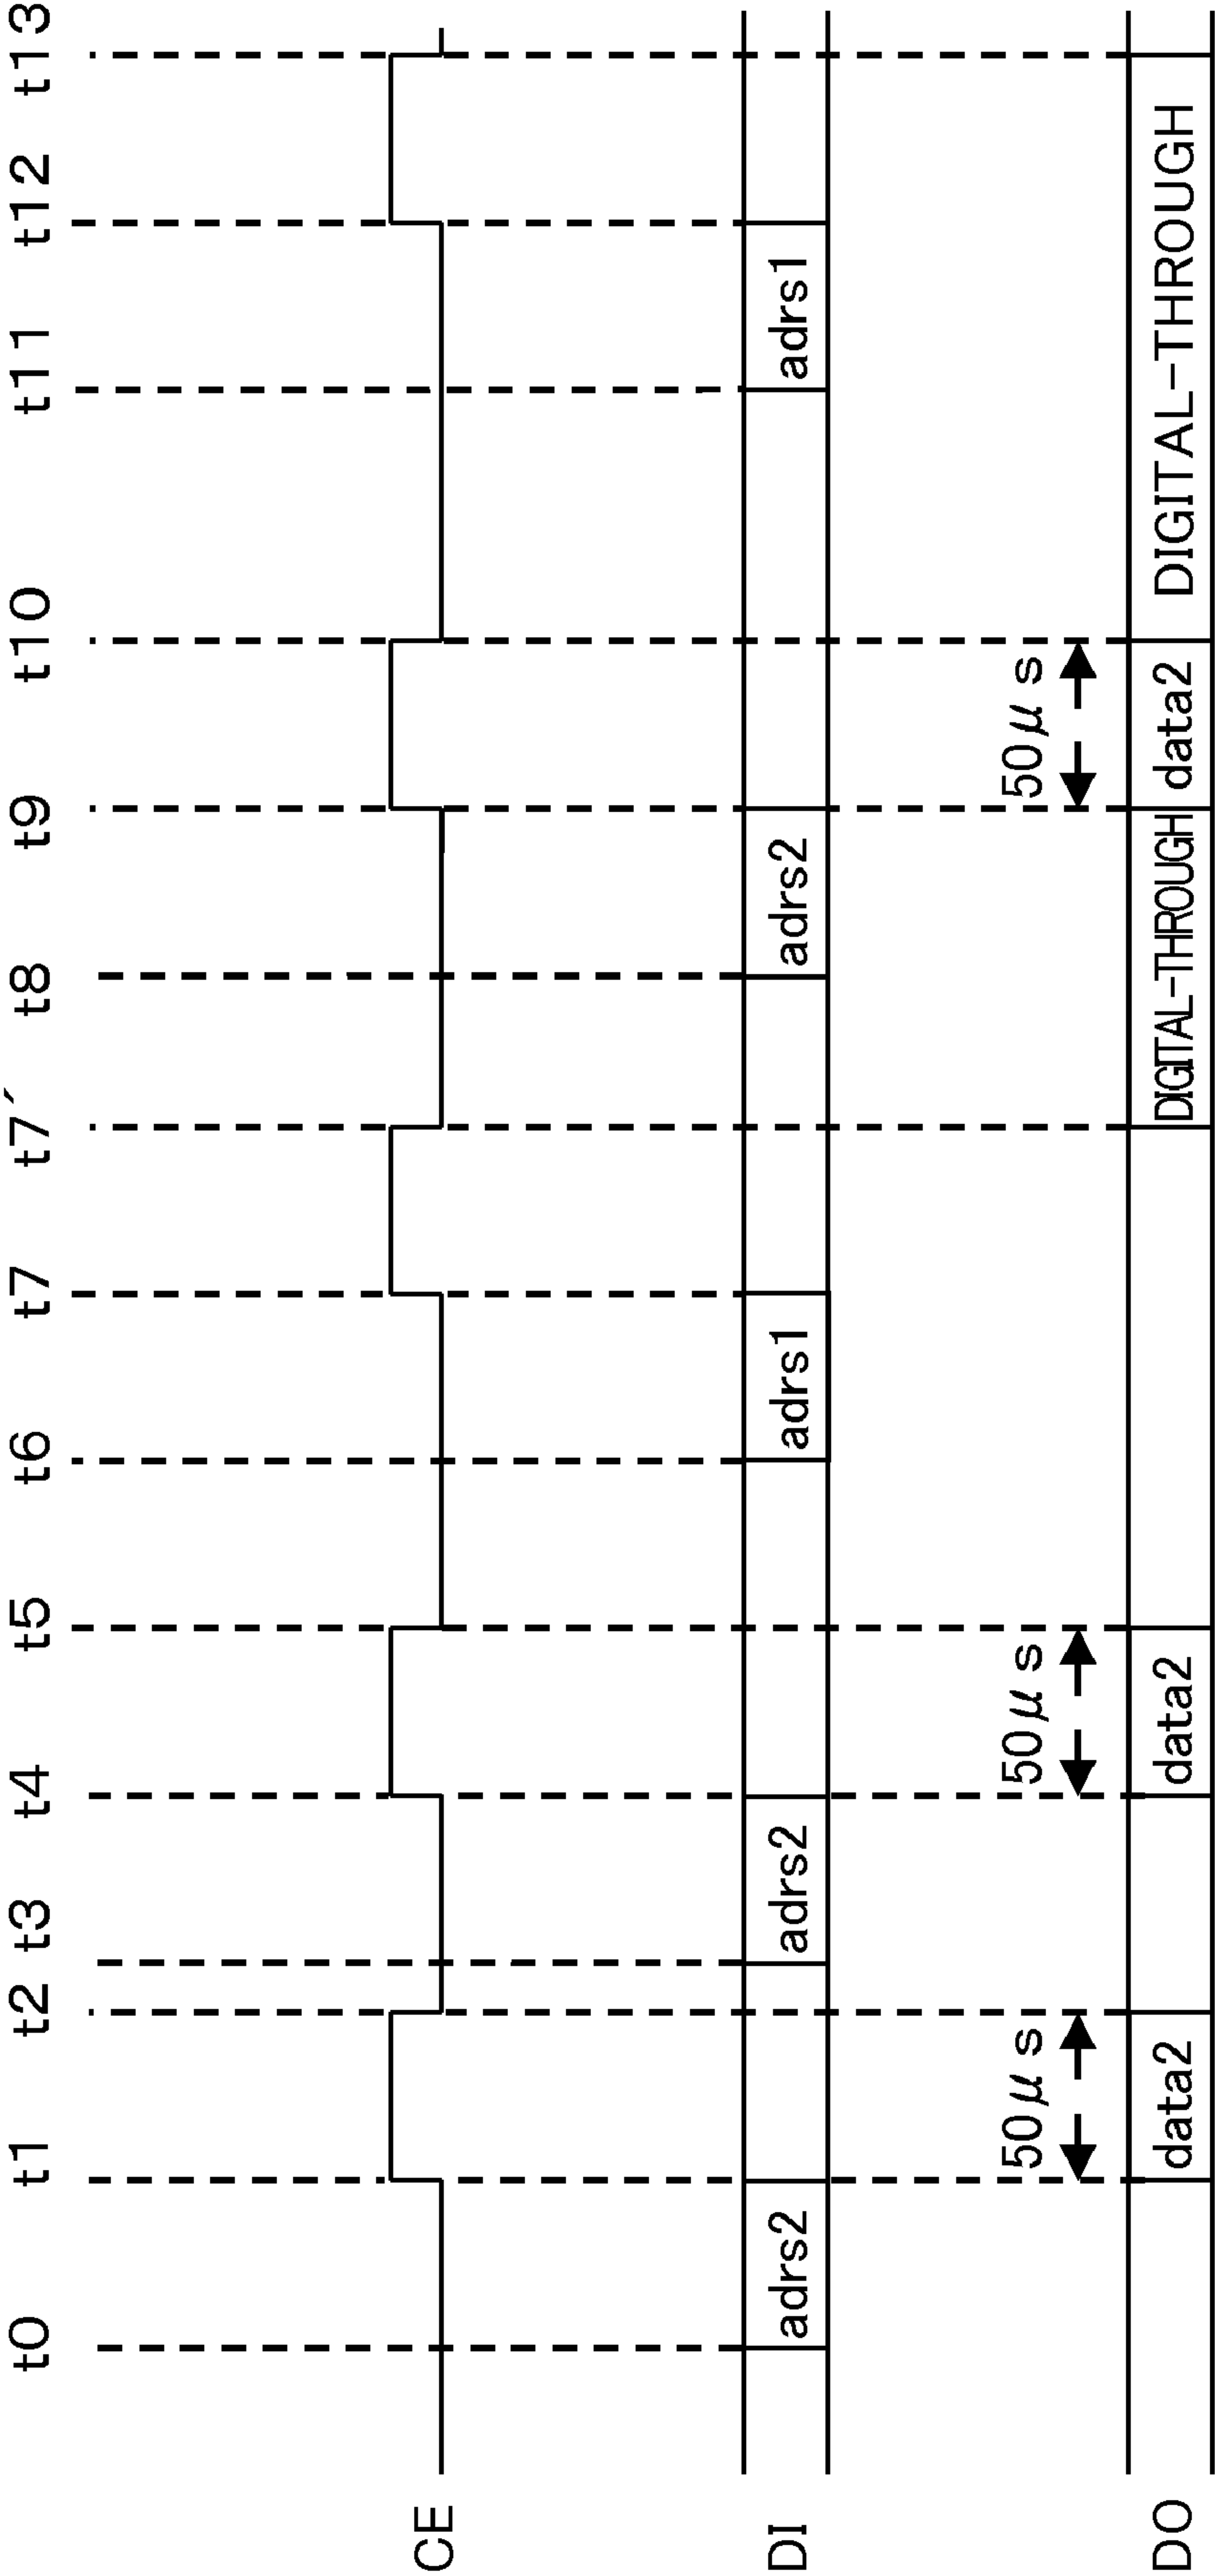 t0 t1 t2 t3 t4 t5 t6 t7 t7´ t8 t9 t10 t11 t12 t13
CE
DI adrs2 adrs2 adrs1 adrs2 adrs1
50μs 50μs 50μs
DO data2 data2 DIGITAL-THROUGH data2 DIGITAL-THROUGH